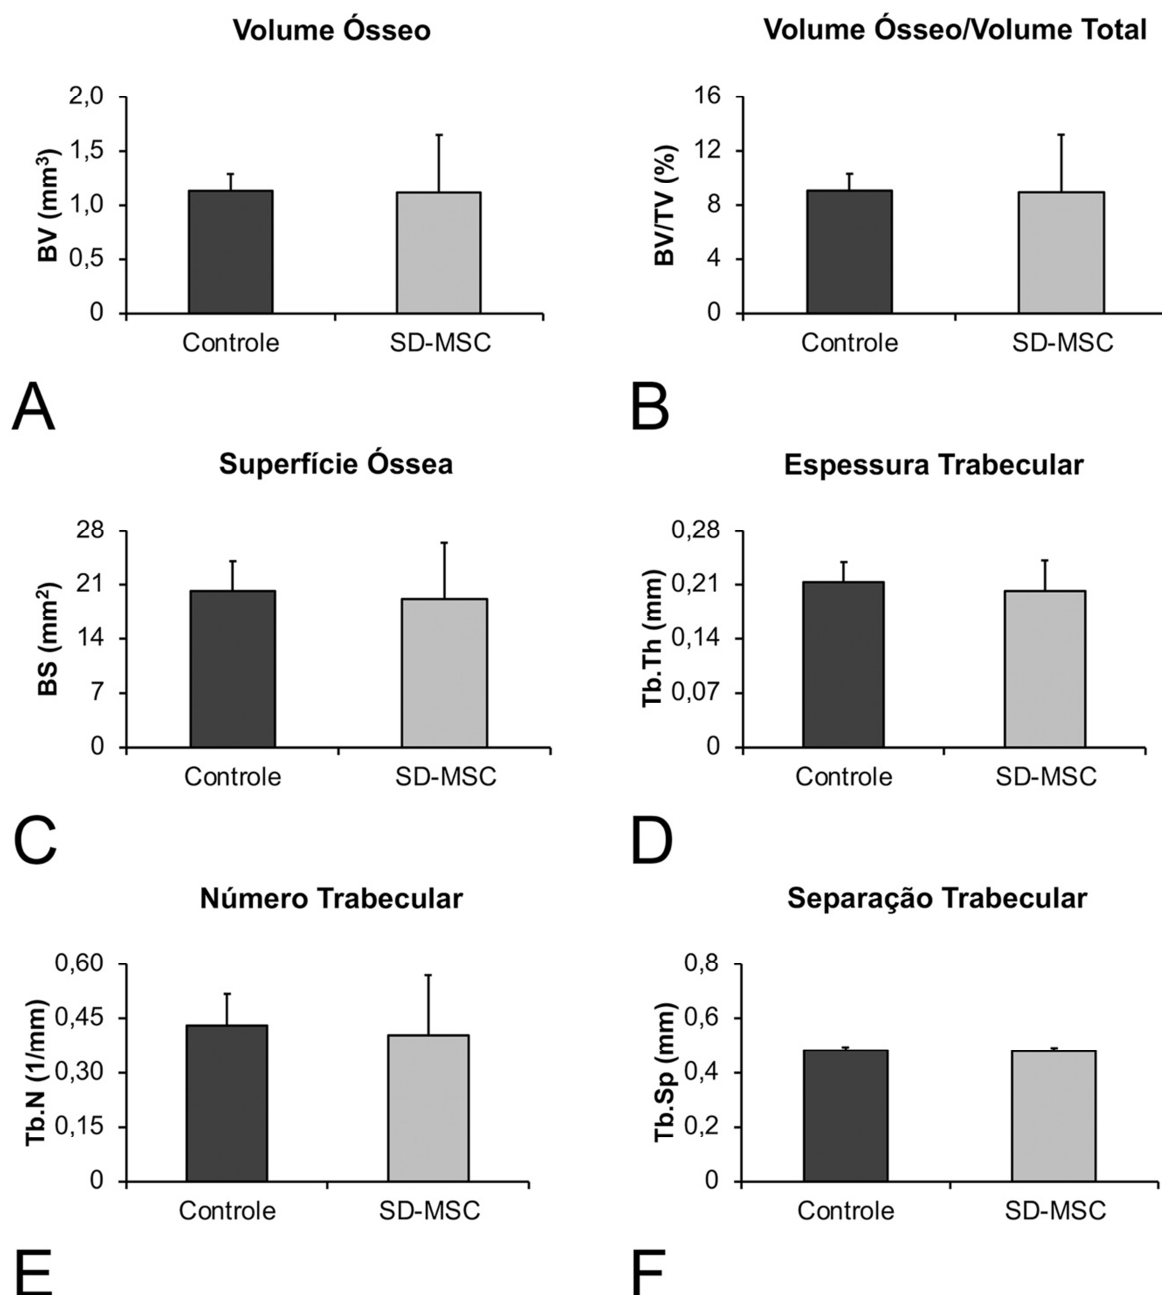 Volume Ósseo
BV (mm³)
2,0
1,5
1,0
0,5
0
Controle SD-MSC
A
Volume Ósseo/Volume Total
BV/TV (%)
16
12
8
4
0
Controle SD-MSC
B
Superfície Óssea
BS (mm²)
28
21
14
7
0
Controle SD-MSC
C
Espessura Trabecular
Tb.Th (mm)
0,28
0,21
0,14
0,07
0
Controle SD-MSC
D
Número Trabecular
Tb.N (1/mm)
0,60
0,45
0,30
0,15
0
Controle SD-MSC
E
Separação Trabecular
Tb.Sp (mm)
0,8
0,6
0,4
0,2
0
Controle SD-MSC
F